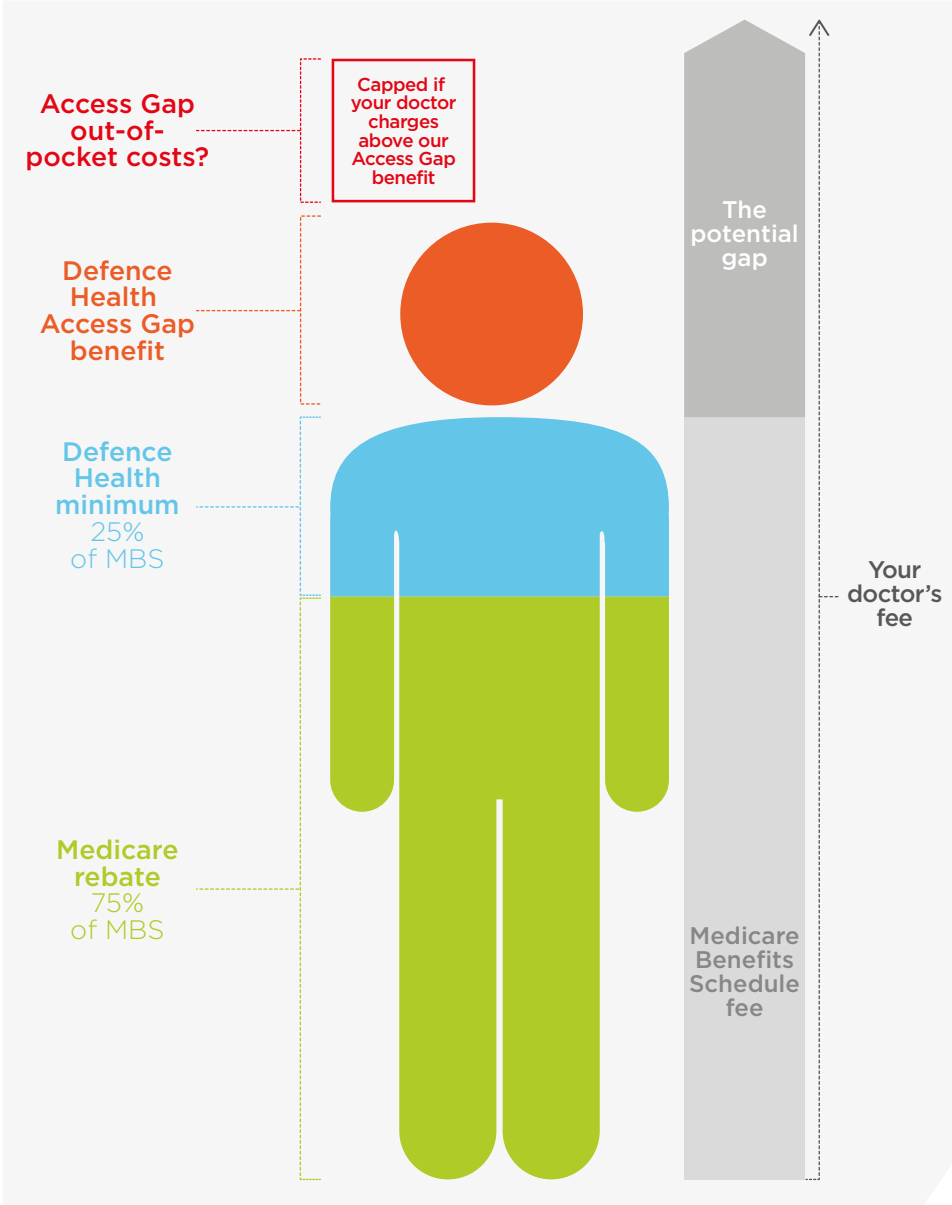 Access Gap
out-of-
pocket costs?
Capped if
your doctor
charges
above our
Access Gap
benefit
The
potential
gap
Defence
Health
Access Gap
benefit
Defence
Health
minimum
25%
of MBS
Your
doctor's
fee
Medicare
rebate
75%
of MBS
Medicare
Benefits
Schedule
fee